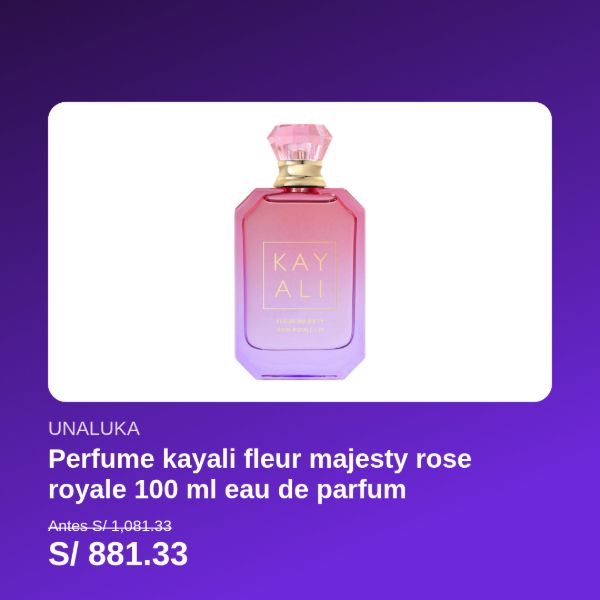 KAY
ALI
UNALUKA
Perfume kayali fleur majesty rose
royale 100 ml eau de parfum
Antes S/ 1,081.33
S/ 881.33